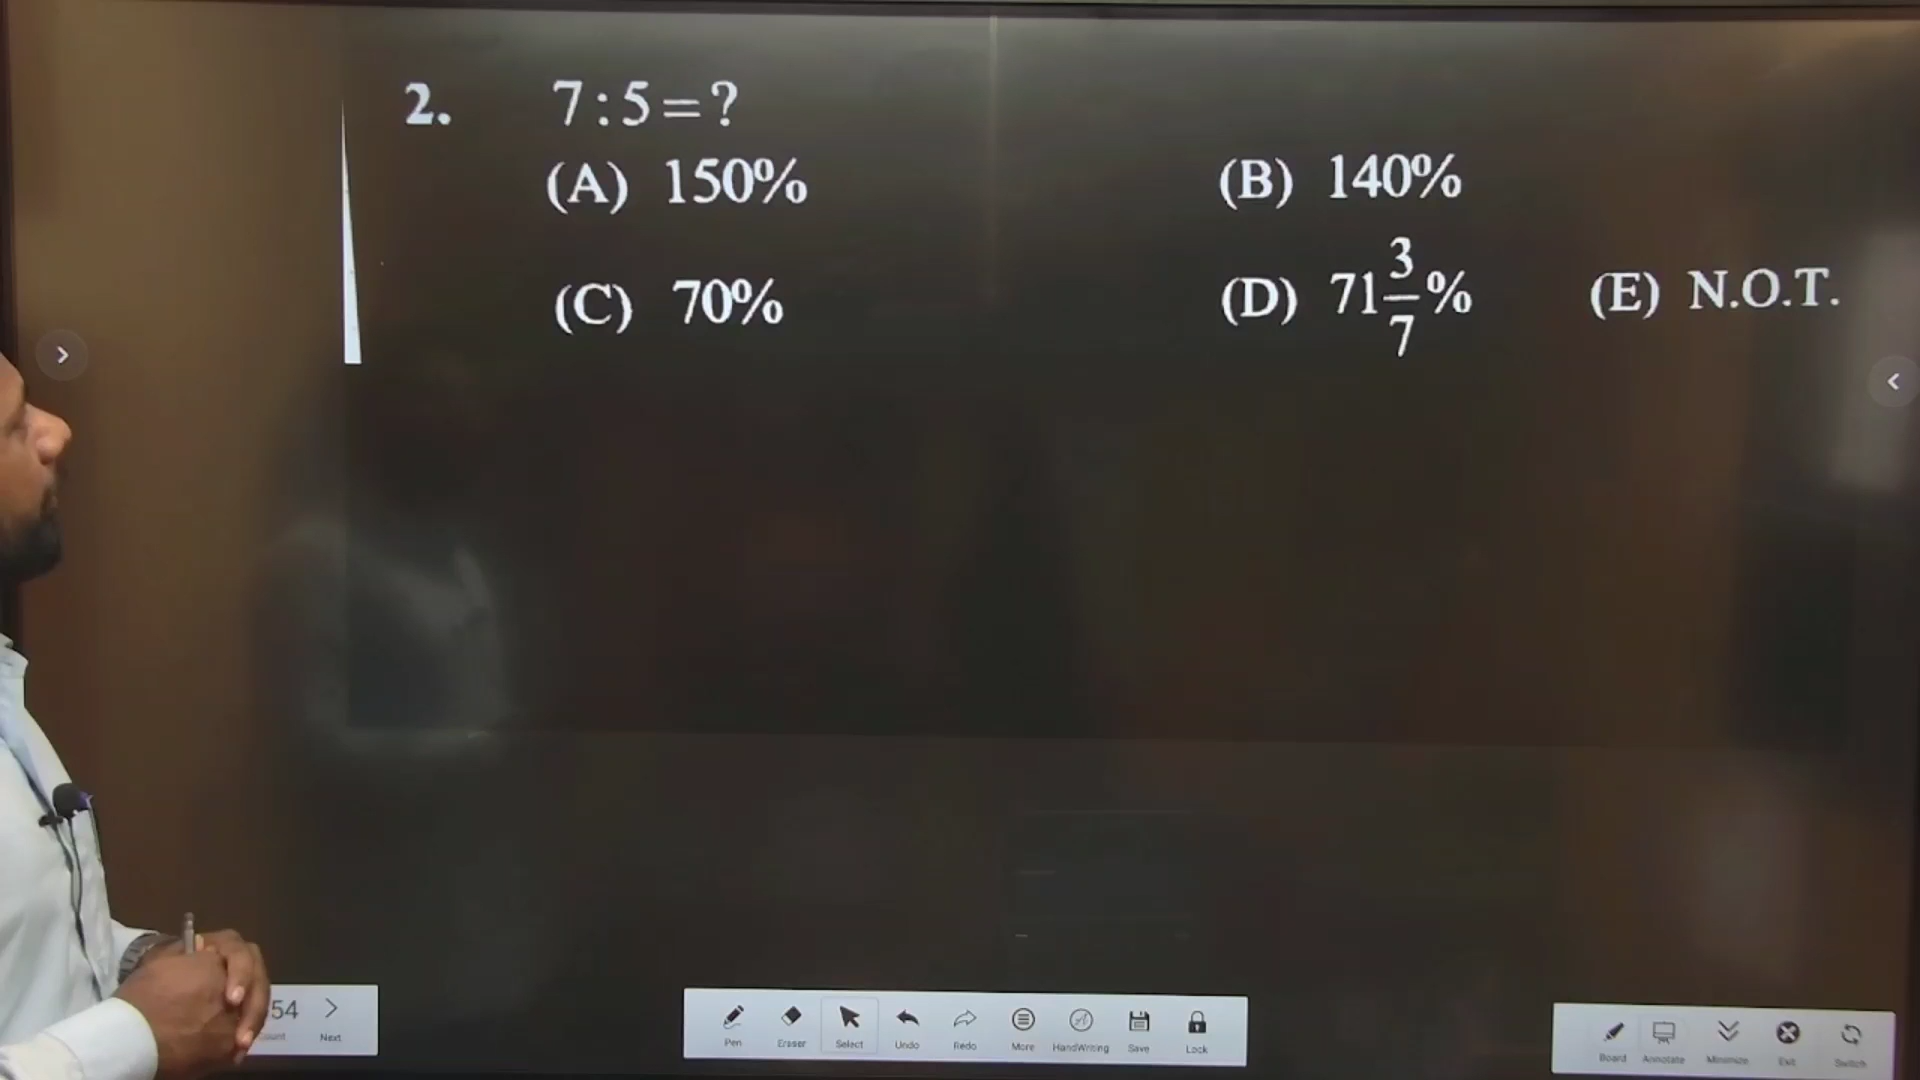 2. 7 : 5 = ?
(A) 150% (B) 140%
(C) 70% (D) 71 3/7 % (E) N.O.T.
54
Next
Pen Eraser Select Undo Redo More HandWriting Save Lock
Board Annotate Minimize Exit Switch